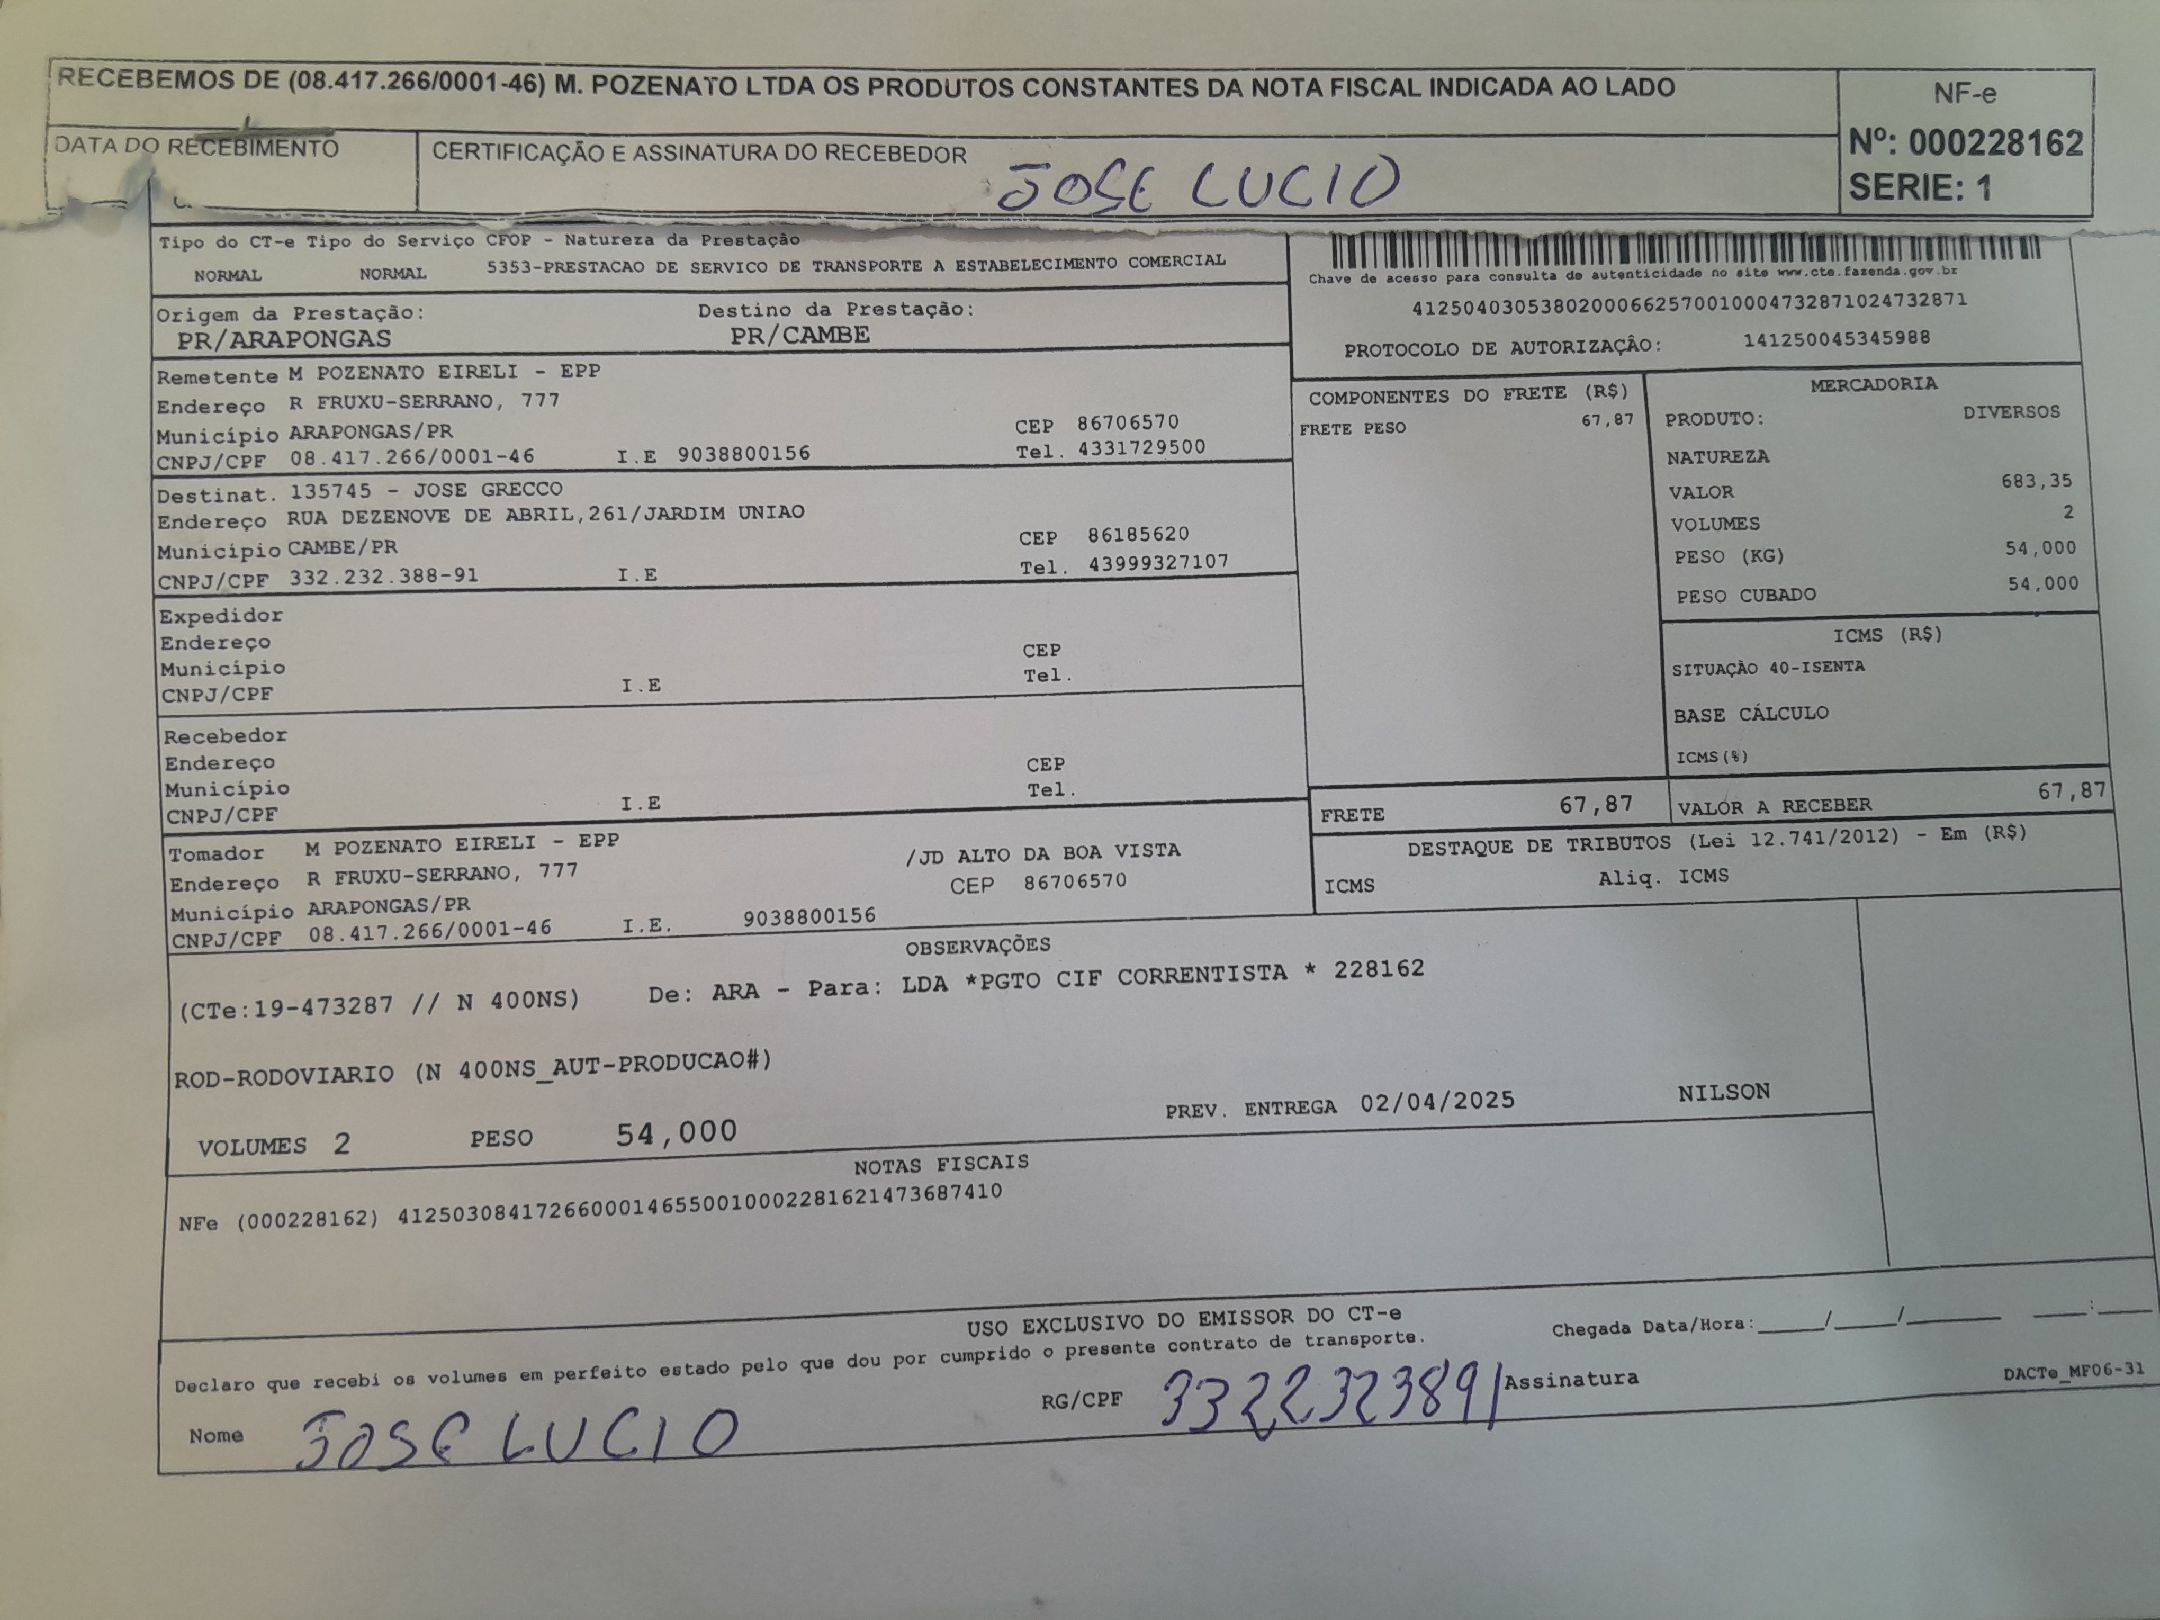 RECEBEMOS DE (08.417.266/0001-46) M. POZENATO LTDA OS PRODUTOS CONSTANTES DA NOTA FISCAL INDICADA AO LADO
NF-e
Nº: 000228162
SERIE: 1
DATA DO RECEBIMENTO
CERTIFICAÇÃO E ASSINATURA DO RECEBEDOR
JOSE LUCIO
Tipo do CT-e Tipo do Serviço CFOP - Natureza da Prestação
NORMAL NORMAL 5353-PRESTACAO DE SERVICO DE TRANSPORTE A ESTABELECIMENTO COMERCIAL
Chave de acesso para consulta de autenticidade no site www.cte.fazenda.gov.br
41250403053802000662570010004732871024732871
PROTOCOLO DE AUTORIZAÇÃO: 141250045345988
Origem da Prestação: Destino da Prestação:
PR/ARAPONGAS PR/CAMBE
Remetente M POZENATO EIRELI - EPP
Endereço R FRUXU-SERRANO, 777
Município ARAPONGAS/PR CEP 86706570
CNPJ/CPF 08.417.266/0001-46 I.E 9038800156 Tel. 4331729500
Destinat. 135745 - JOSE GRECCO
Endereço RUA DEZENOVE DE ABRIL,261/JARDIM UNIAO
Município CAMBE/PR CEP 86185620
CNPJ/CPF 332.232.388-91 I.E Tel. 43999327107
Expedidor
Endereço
Município CEP
CNPJ/CPF I.E Tel.
Recebedor
Endereço
Município CEP
CNPJ/CPF I.E Tel.
Tomador M POZENATO EIRELI - EPP
Endereço R FRUXU-SERRANO, 777 /JD ALTO DA BOA VISTA
Município ARAPONGAS/PR CEP 86706570
CNPJ/CPF 08.417.266/0001-46 I.E. 9038800156
COMPONENTES DO FRETE (R$)
FRETE PESO 67,87
MERCADORIA
PRODUTO: DIVERSOS
NATUREZA
VALOR 683,35
VOLUMES 2
PESO (KG) 54,000
PESO CUBADO 54,000
ICMS (R$)
SITUAÇÃO 40-ISENTA
BASE CÁLCULO
ICMS(%)
FRETE 67,87 VALOR A RECEBER 67,87
DESTAQUE DE TRIBUTOS (Lei 12.741/2012) - Em (R$)
ICMS Aliq. ICMS
OBSERVAÇÕES
(CTe:19-473287 // N 400NS) De: ARA - Para: LDA *PGTO CIF CORRENTISTA * 228162
ROD-RODOVIARIO (N 400NS_AUT-PRODUCAO#)
VOLUMES 2 PESO 54,000 PREV. ENTREGA 02/04/2025 NILSON
NOTAS FISCAIS
NFe (000228162) 41250308417266000146550010002281621473687410
USO EXCLUSIVO DO EMISSOR DO CT-e
Declaro que recebi os volumes em perfeito estado pelo que dou por cumprido o presente contrato de transporte.
Chegada Data/Hora:____/____/______ ___:___
Nome JOSE LUCIO RG/CPF 33223238891 Assinatura
DACTe_MF06-31